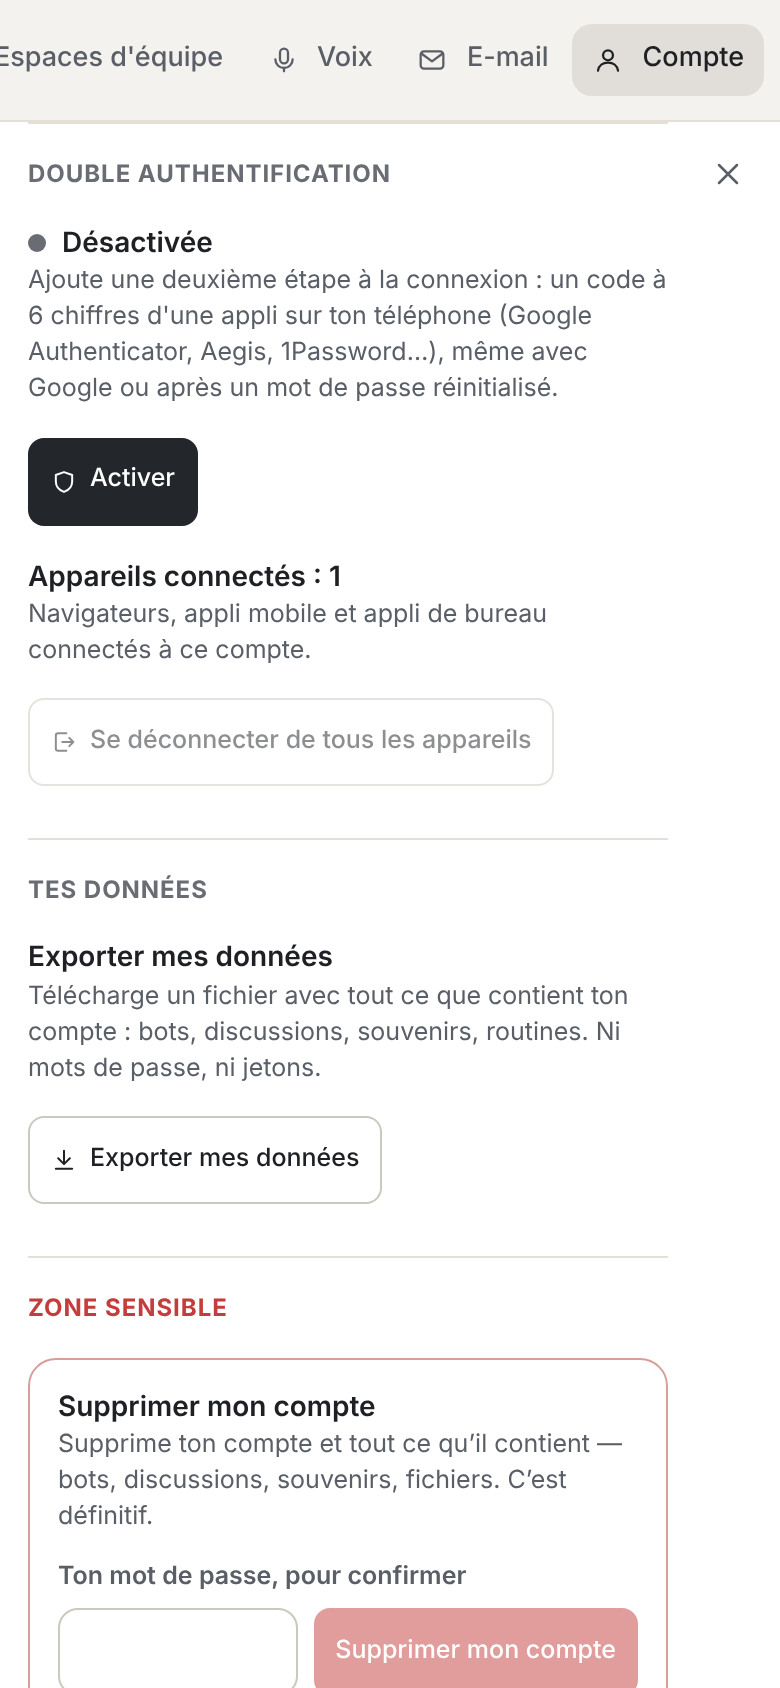 Espaces d'équipe
Voix
E-mail
Compte
DOUBLE AUTHENTIFICATION
Désactivée
Ajoute une deuxième étape à la connexion : un code à
6 chiffres d'une appli sur ton téléphone (Google
Authenticator, Aegis, 1Password…), même avec
Google ou après un mot de passe réinitialisé.
Activer
Appareils connectés : 1
Navigateurs, appli mobile et appli de bureau
connectés à ce compte.
Se déconnecter de tous les appareils
TES DONNÉES
Exporter mes données
Télécharge un fichier avec tout ce que contient ton
compte : bots, discussions, souvenirs, routines. Ni
mots de passe, ni jetons.
Exporter mes données
ZONE SENSIBLE
Supprimer mon compte
Supprime ton compte et tout ce qu’il contient —
bots, discussions, souvenirs, fichiers. C’est
définitif.
Ton mot de passe, pour confirmer
Supprimer mon compte